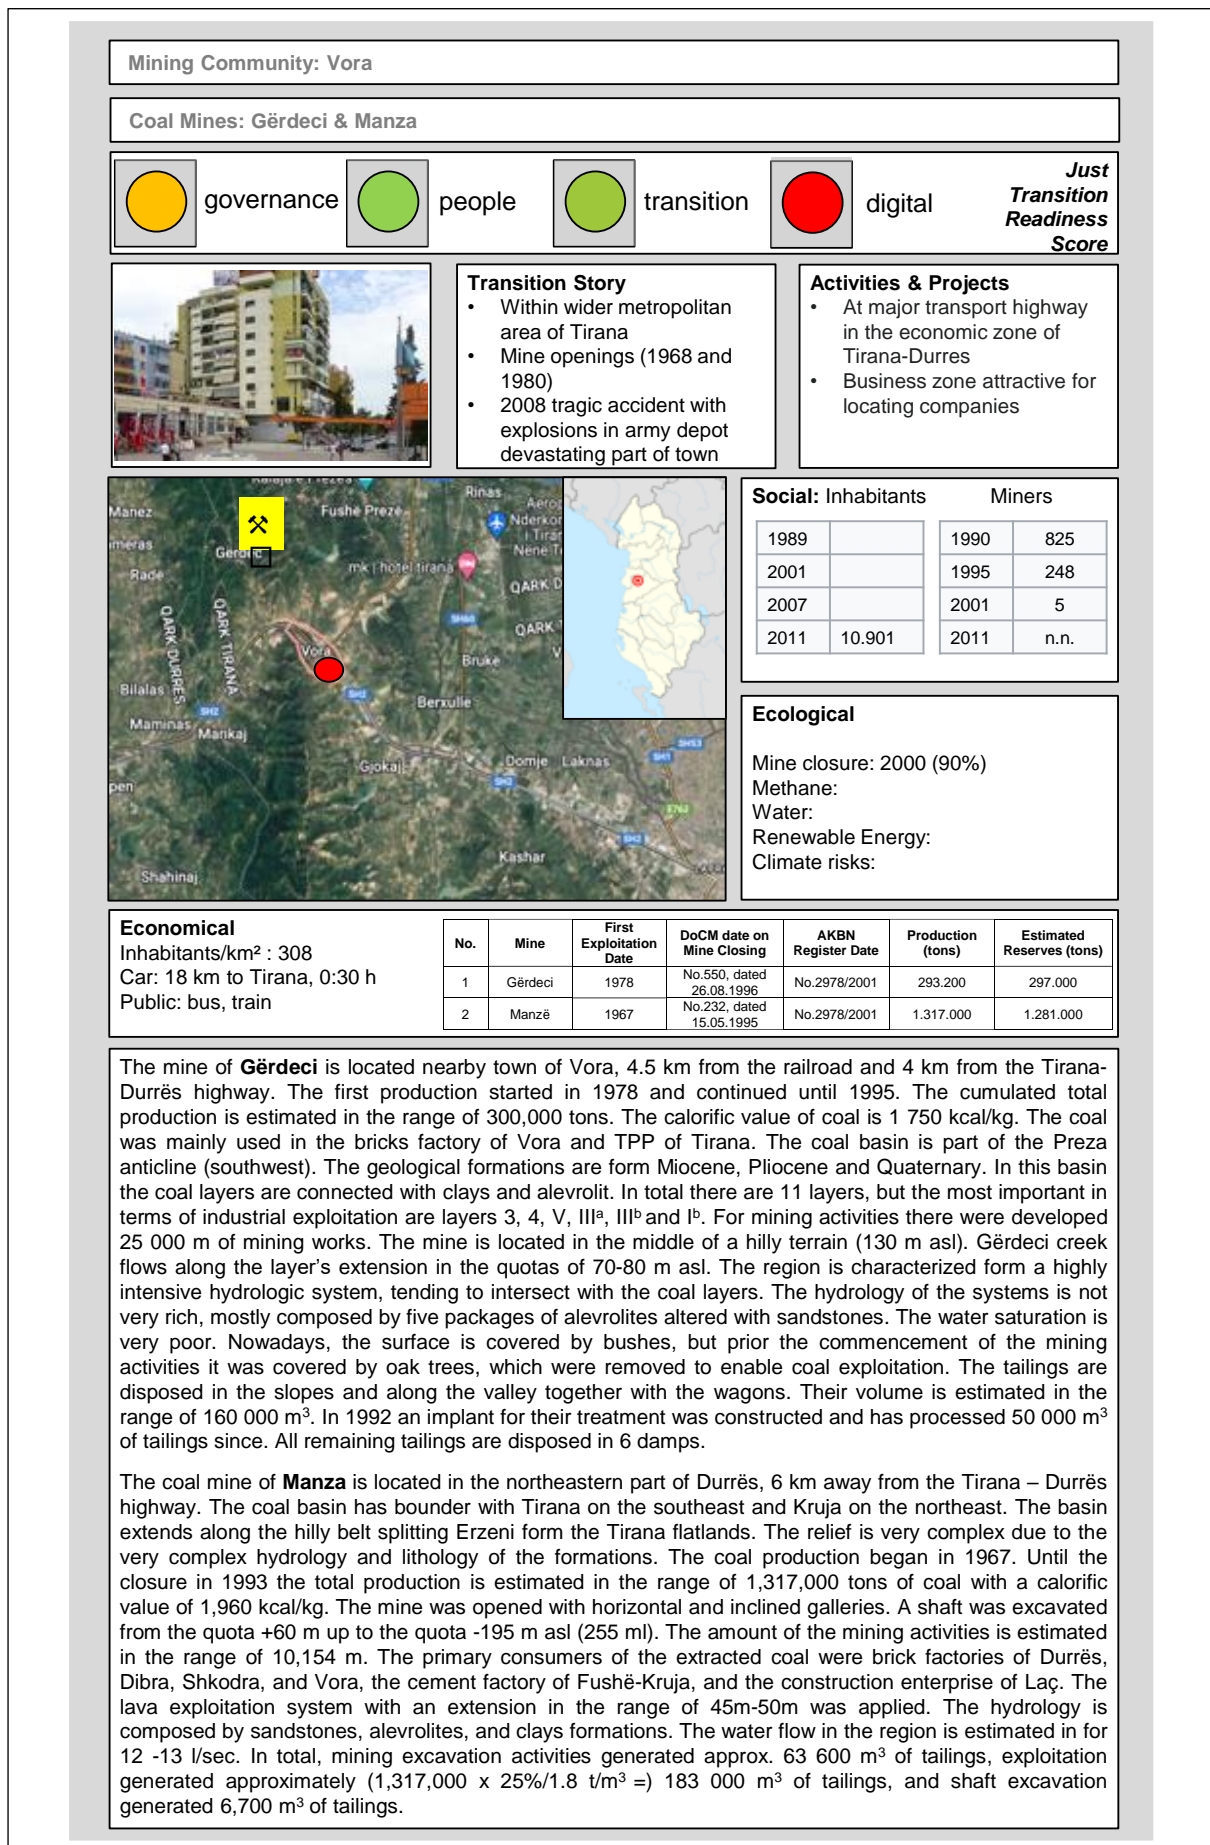 Mining Community: Vora
Coal Mines: Gërdeci & Manza
governance
people
transition
digital
Just
Transition
Readiness
Score
Transition Story
• Within wider metropolitan
area of Tirana
• Mine openings (1968 and
1980)
• 2008 tragic accident with
explosions in army depot
devastating part of town
Activities & Projects
• At major transport highway
in the economic zone of
Tirana-Durres
• Business zone attractive for
locating companies
Manez
Rinas
Fushë Prezë
Rade
mk | hotel tirana
QARK DURRËS
QARK TIRANA
SH60
Vora
Bruke
Bilalas
SH2
Berxulle
Maminas
SH2
Marikaj
Gjokaj
Domje
Laknas
SH1
SH53
SH2
E762
SH2
Kashar
Shahinaj
Social: Inhabitants Miners
1989 1990 825
2001 1995 248
2007 2001 5
2011 10.901 2011 n.n.
Ecological
Mine closure: 2000 (90%)
Methane:
Water:
Renewable Energy:
Climate risks:
Economical
Inhabitants/km² : 308
Car: 18 km to Tirana, 0:30 h
Public: bus, train
No. Mine First Exploitation Date DoCM date on Mine Closing AKBN Register Date Production (tons) Estimated Reserves (tons)
1 Gërdeci 1978 No.550, dated 26.08.1996 No.2978/2001 293.200 297.000
2 Manzë 1967 No.232, dated 15.05.1995 No.2978/2001 1.317.000 1.281.000
The mine of Gërdeci is located nearby town of Vora, 4.5 km from the railroad and 4 km from the Tirana-
Durrës highway. The first production started in 1978 and continued until 1995. The cumulated total
production is estimated in the range of 300,000 tons. The calorific value of coal is 1 750 kcal/kg. The coal
was mainly used in the bricks factory of Vora and TPP of Tirana. The coal basin is part of the Preza
anticline (southwest). The geological formations are form Miocene, Pliocene and Quaternary. In this basin
the coal layers are connected with clays and alevrolit. In total there are 11 layers, but the most important in
terms of industrial exploitation are layers 3, 4, V, IIIᵃ, IIIᵇ and Iᵇ. For mining activities there were developed
25 000 m of mining works. The mine is located in the middle of a hilly terrain (130 m asl). Gërdeci creek
flows along the layer's extension in the quotas of 70-80 m asl. The region is characterized form a highly
intensive hydrologic system, tending to intersect with the coal layers. The hydrology of the systems is not
very rich, mostly composed by five packages of alevrolites altered with sandstones. The water saturation is
very poor. Nowadays, the surface is covered by bushes, but prior the commencement of the mining
activities it was covered by oak trees, which were removed to enable coal exploitation. The tailings are
disposed in the slopes and along the valley together with the wagons. Their volume is estimated in the
range of 160 000 m³. In 1992 an implant for their treatment was constructed and has processed 50 000 m³
of tailings since. All remaining tailings are disposed in 6 damps.
The coal mine of Manza is located in the northeastern part of Durrës, 6 km away from the Tirana – Durrës
highway. The coal basin has bounder with Tirana on the southeast and Kruja on the northeast. The basin
extends along the hilly belt splitting Erzeni form the Tirana flatlands. The relief is very complex due to the
very complex hydrology and lithology of the formations. The coal production began in 1967. Until the
closure in 1993 the total production is estimated in the range of 1,317,000 tons of coal with a calorific
value of 1,960 kcal/kg. The mine was opened with horizontal and inclined galleries. A shaft was excavated
from the quota +60 m up to the quota -195 m asl (255 ml). The amount of the mining activities is estimated
in the range of 10,154 m. The primary consumers of the extracted coal were brick factories of Durrës,
Dibra, Shkodra, and Vora, the cement factory of Fushë-Kruja, and the construction enterprise of Laç. The
lava exploitation system with an extension in the range of 45m-50m was applied. The hydrology is
composed by sandstones, alevrolites, and clays formations. The water flow in the region is estimated in for
12 -13 l/sec. In total, mining excavation activities generated approx. 63 600 m³ of tailings, exploitation
generated approximately (1,317,000 x 25%/1.8 t/m³ =) 183 000 m³ of tailings, and shaft excavation
generated 6,700 m³ of tailings.